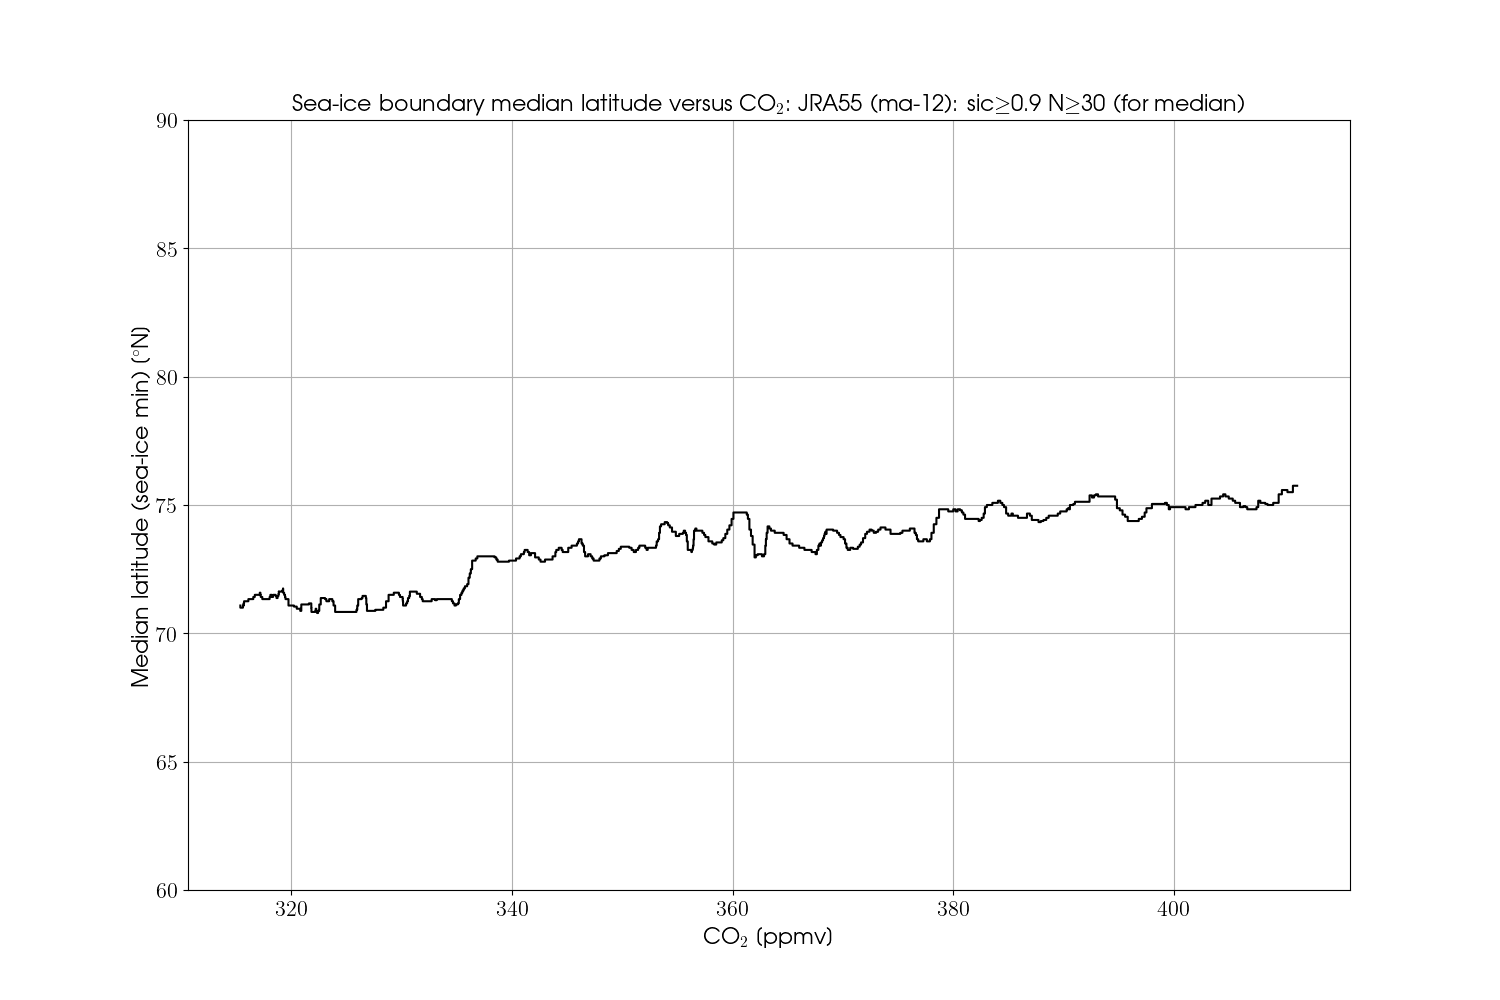 Sea-ice boundary median latitude versus CO₂: JRA55 (ma-12): sic≥0.9 N≥30 (for median)
90
85
80
75
70
65
60
Median latitude (sea-ice min) (°N)
320 340 360 380 400
CO₂ (ppmv)